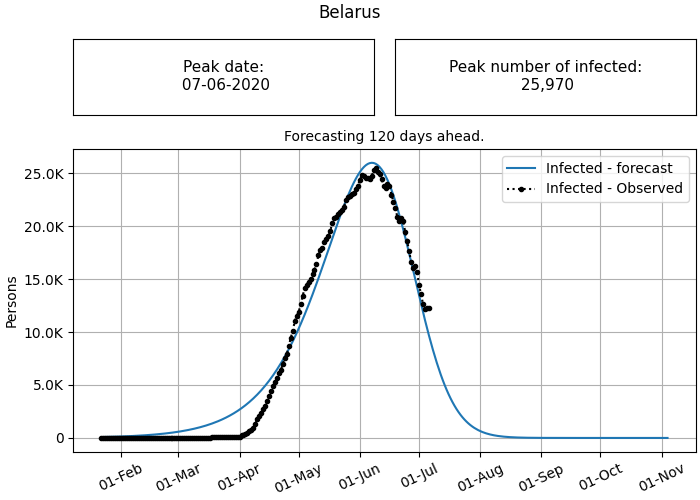 Belarus
Peak date:
07-06-2020
Peak number of infected:
25,970
Forecasting 120 days ahead.
Infected - forecast
Infected - Observed
Persons
25.0K
20.0K
15.0K
10.0K
5.0K
0
01-Feb
01-Mar
01-Apr
01-May
01-Jun
01-Jul
01-Aug
01-Sep
01-Oct
01-Nov